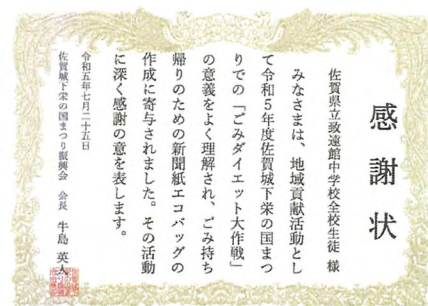 感謝状
佐賀県立致遠館中学校全校生徒 様
みなさまは、地域貢献活動とし
て令和5年度佐賀城下栄の国まつ
りでの「ごみダイエット大作戦」
の意義をよく理解され、ごみ持ち
帰りのための新聞紙エコバッグの
作成に寄与されました。その活動
に深く感謝の意を表します。
令和五年七月二十五日
佐賀城下栄の国まつり振興会 会長 牛島 英人